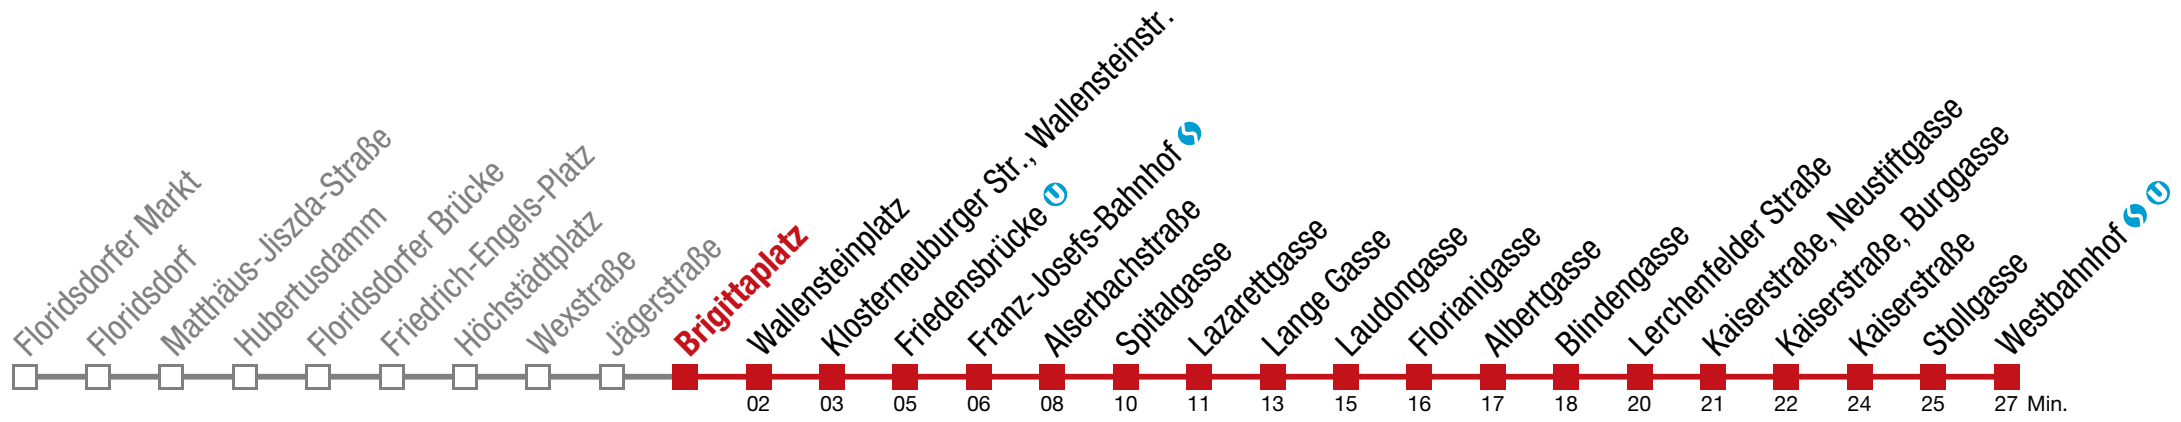 Floridsdorfer Markt
Floridsdorf
Matthäus-Jiszda-Straße
Hubertusdamm
Floridsdorfer Brücke
Friedrich-Engels-Platz
Höchstädtplatz
Wexstraße
Jägerstraße
Brigittaplatz
Wallensteinplatz
Klosterneuburger Str., Wallensteinstr.
Friedensbrücke U
Franz-Josefs-Bahnhof S
Alserbachstraße
Spitalgasse
Lazarettgasse
Lange Gasse
Laudongasse
Florianigasse
Albertgasse
Blindengasse
Lerchenfelder Straße
Kaiserstraße, Neustiftgasse
Kaiserstraße, Burggasse
Kaiserstraße
Stollgasse
Westbahnhof S U
02 03 05 06 08 10 11 13 15 16 17 18 20 21 22 24 25 27 Min.